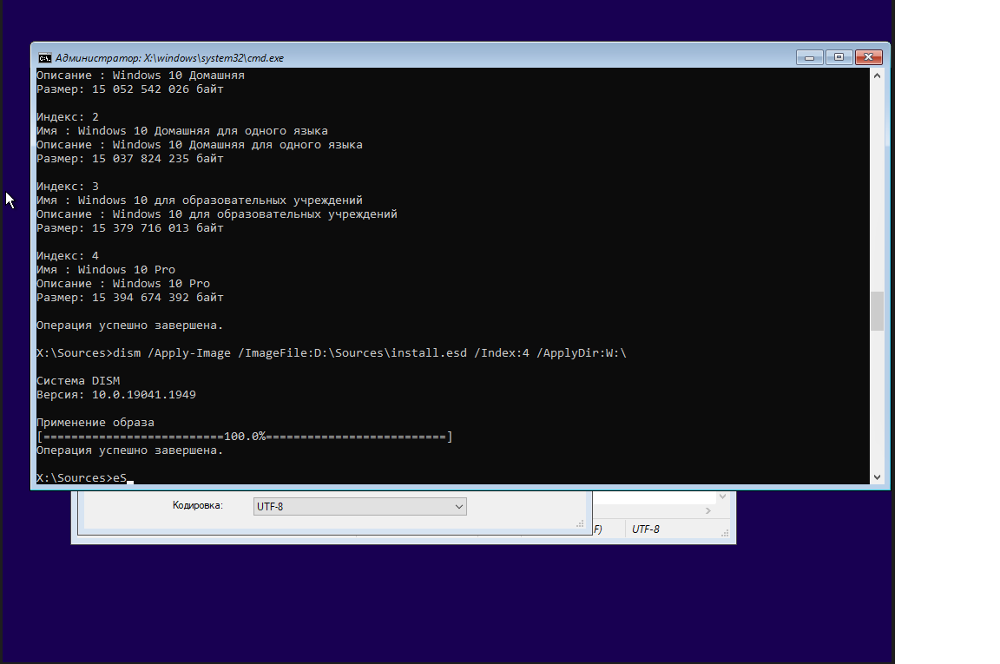 Администратор: X:\windows\system32\cmd.exe
Описание : Windows 10 Домашняя
Размер: 15 052 542 026 байт
Индекс: 2
Имя : Windows 10 Домашняя для одного языка
Описание : Windows 10 Домашняя для одного языка
Размер: 15 037 824 235 байт
Индекс: 3
Имя : Windows 10 для образовательных учреждений
Описание : Windows 10 для образовательных учреждений
Размер: 15 379 716 013 байт
Индекс: 4
Имя : Windows 10 Pro
Описание : Windows 10 Pro
Размер: 15 394 674 392 байт
Операция успешно завершена.
X:\Sources>dism /Apply-Image /ImageFile:D:\Sources\install.esd /Index:4 /ApplyDir:W:\
Cистема DISM
Версия: 10.0.19041.1949
Применение образа
[==========================100.0%==========================]
Операция успешно завершена.
X:\Sources>eS
Кодировка: UTF-8
F) UTF-8